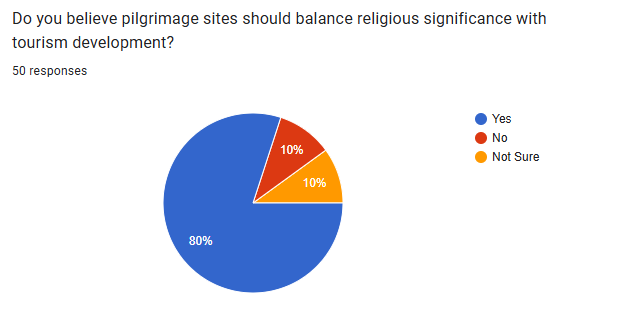 Do you believe pilgrimage sites should balance religious significance with
tourism development?
50 responses
Yes
No
Not Sure
10%
10%
80%